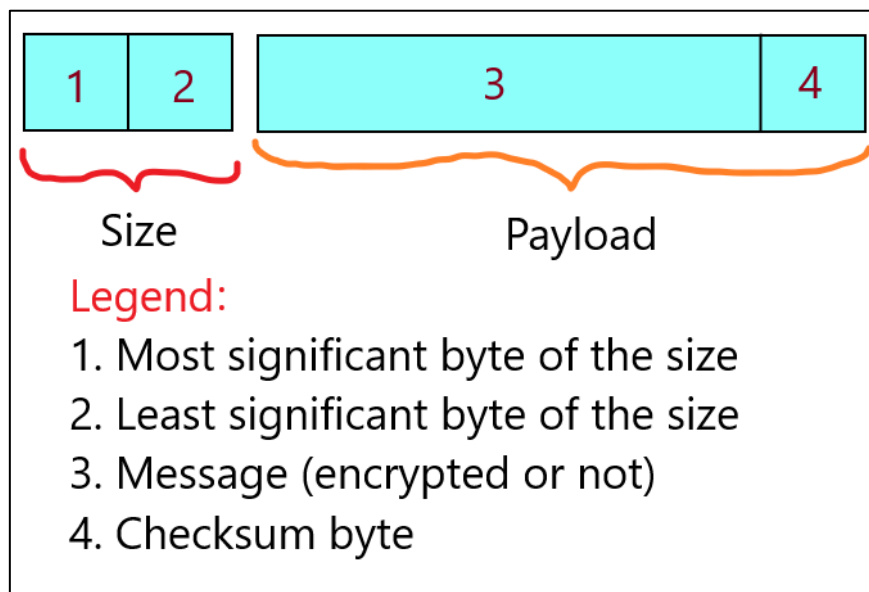 1 2 3 4
Size Payload
Legend:
1. Most significant byte of the size
2. Least significant byte of the size
3. Message (encrypted or not)
4. Checksum byte